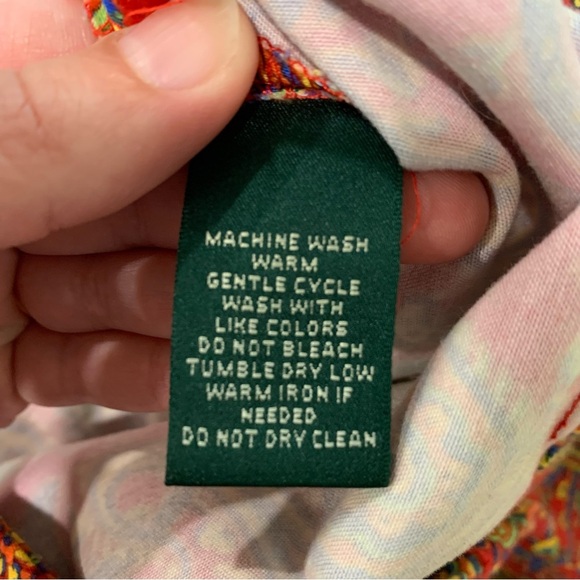 MACHINE WASH
WARM
GENTLE CYCLE
WASH WITH
LIKE COLORS
DO NOT BLEACH
TUMBLE DRY LOW
WARM IRON IF
NEEDED
DO NOT DRY CLEAN